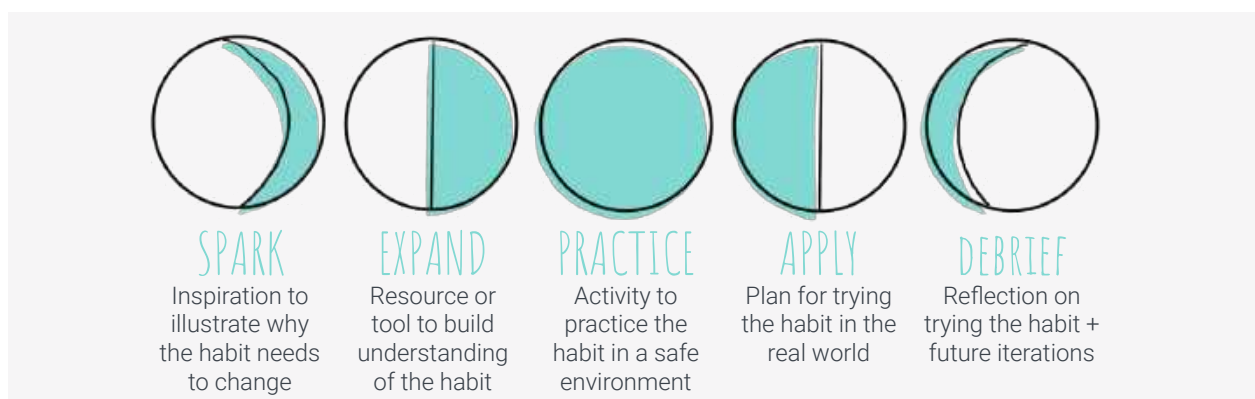 SPARK
Inspiration to
illustrate why
the habit needs
to change
EXPAND
Resource or
tool to build
understanding
of the habit
PRACTICE
Activity to
practice the
habit in a safe
environment
APPLY
Plan for trying
the habit in the
real world
DEBRIEF
Reflection on
trying the habit +
future iterations